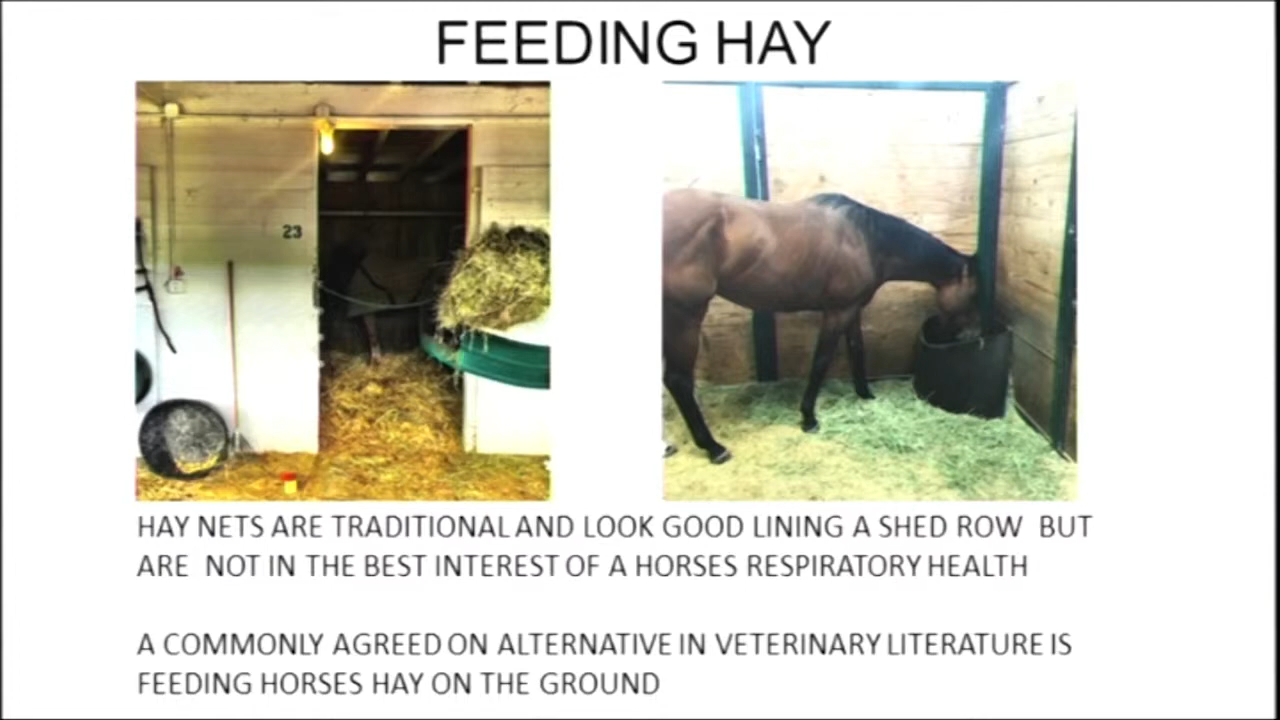 FEEDING HAY
23
HAY NETS ARE TRADITIONAL AND LOOK GOOD LINING A SHED ROW BUT
ARE NOT IN THE BEST INTEREST OF A HORSES RESPIRATORY HEALTH
A COMMONLY AGREED ON ALTERNATIVE IN VETERINARY LITERATURE IS
FEEDING HORSES HAY ON THE GROUND